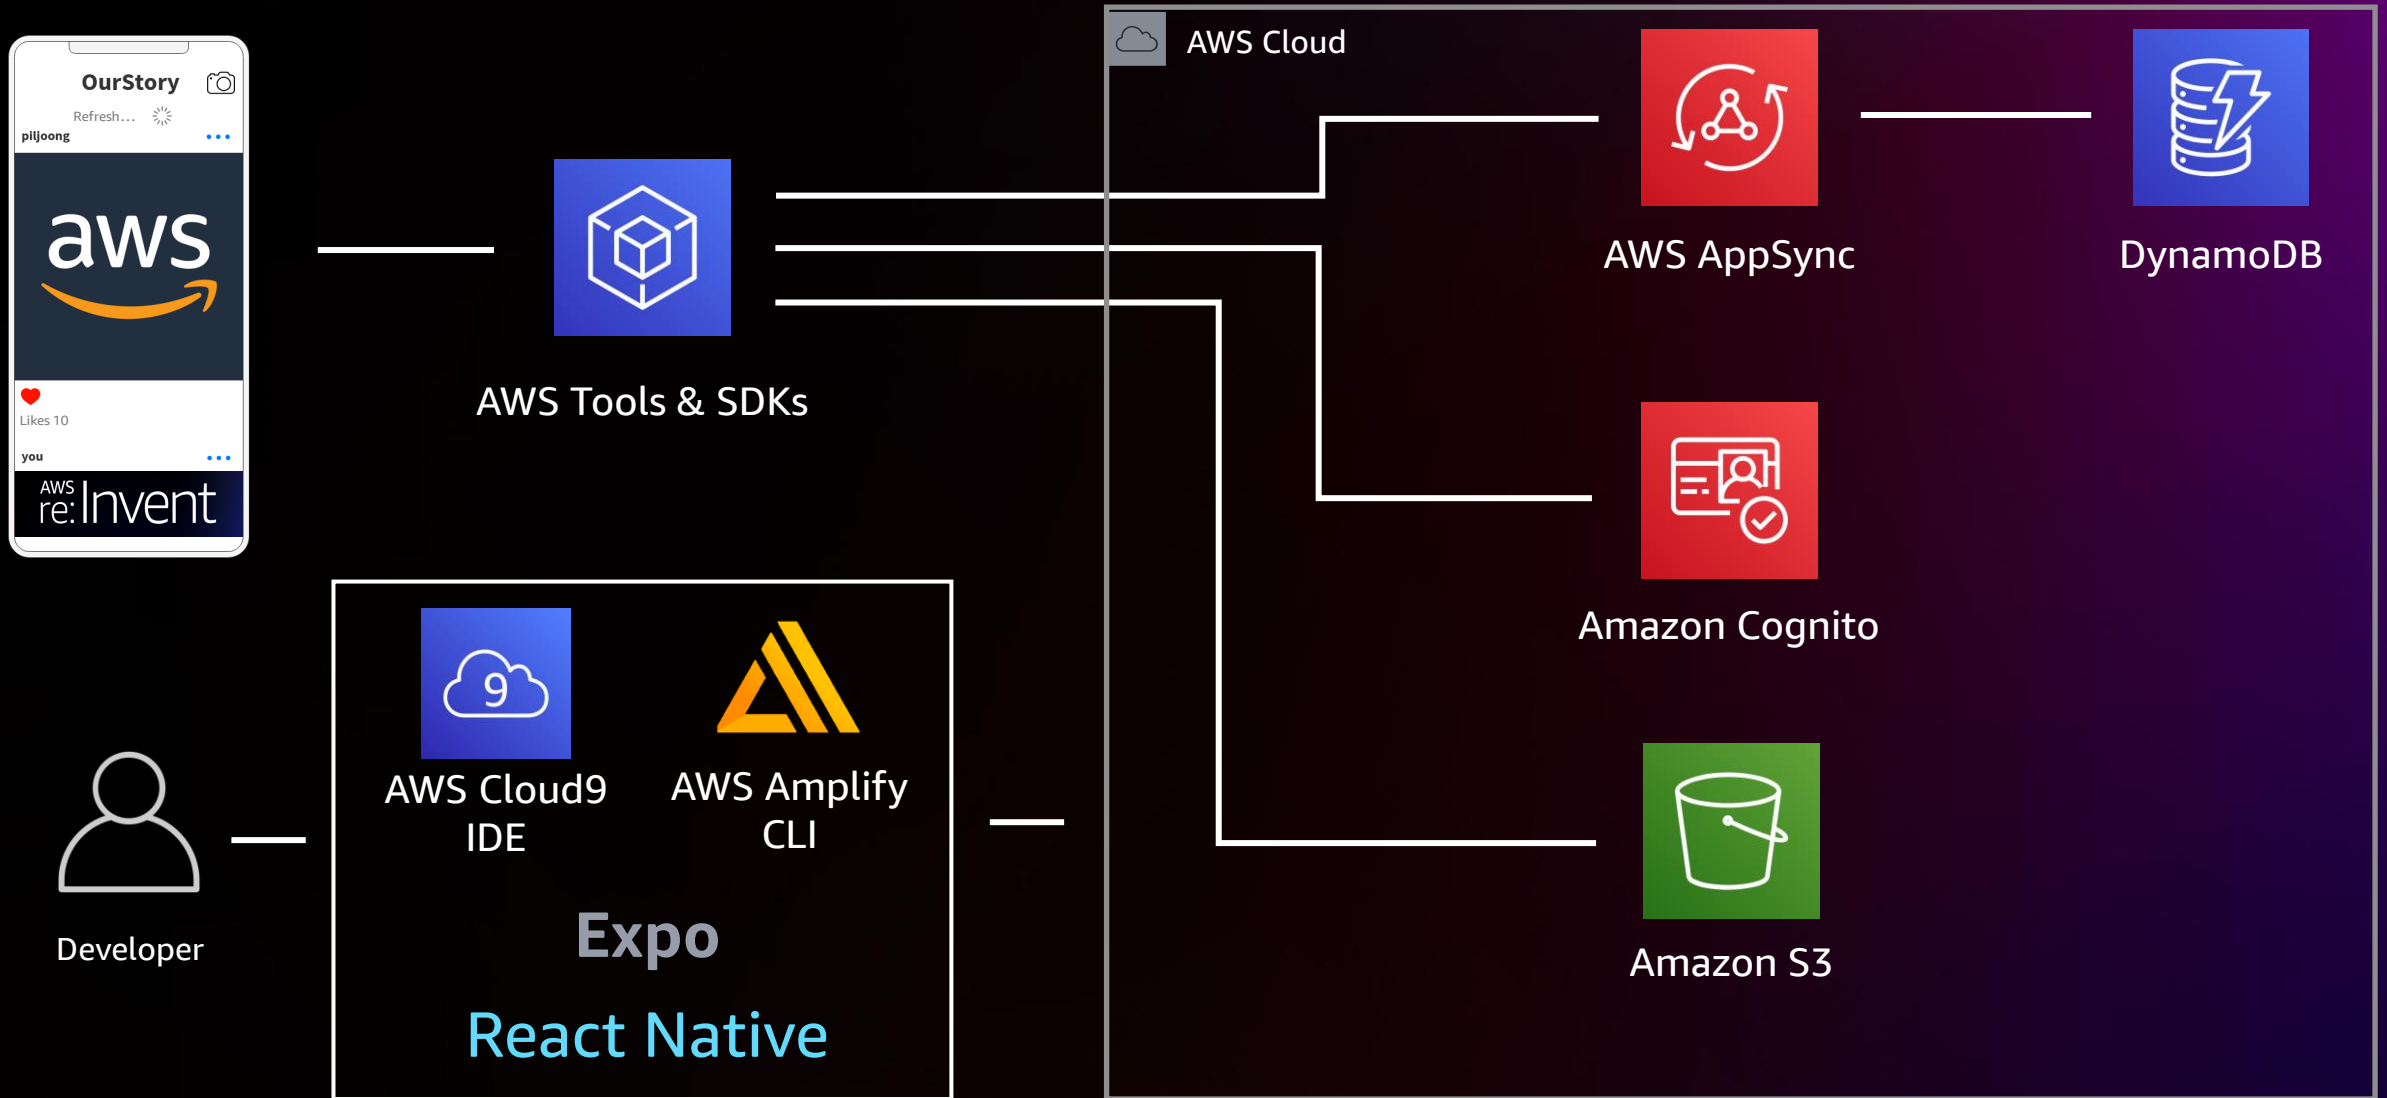 OurStory
Refresh...
piljoong
aws
Likes 10
you
AWS
re:Invent
AWS Tools & SDKs
AWS Cloud
AWS AppSync
DynamoDB
Amazon Cognito
Amazon S3
Developer
9
AWS Cloud9
IDE
AWS Amplify
CLI
Expo
React Native